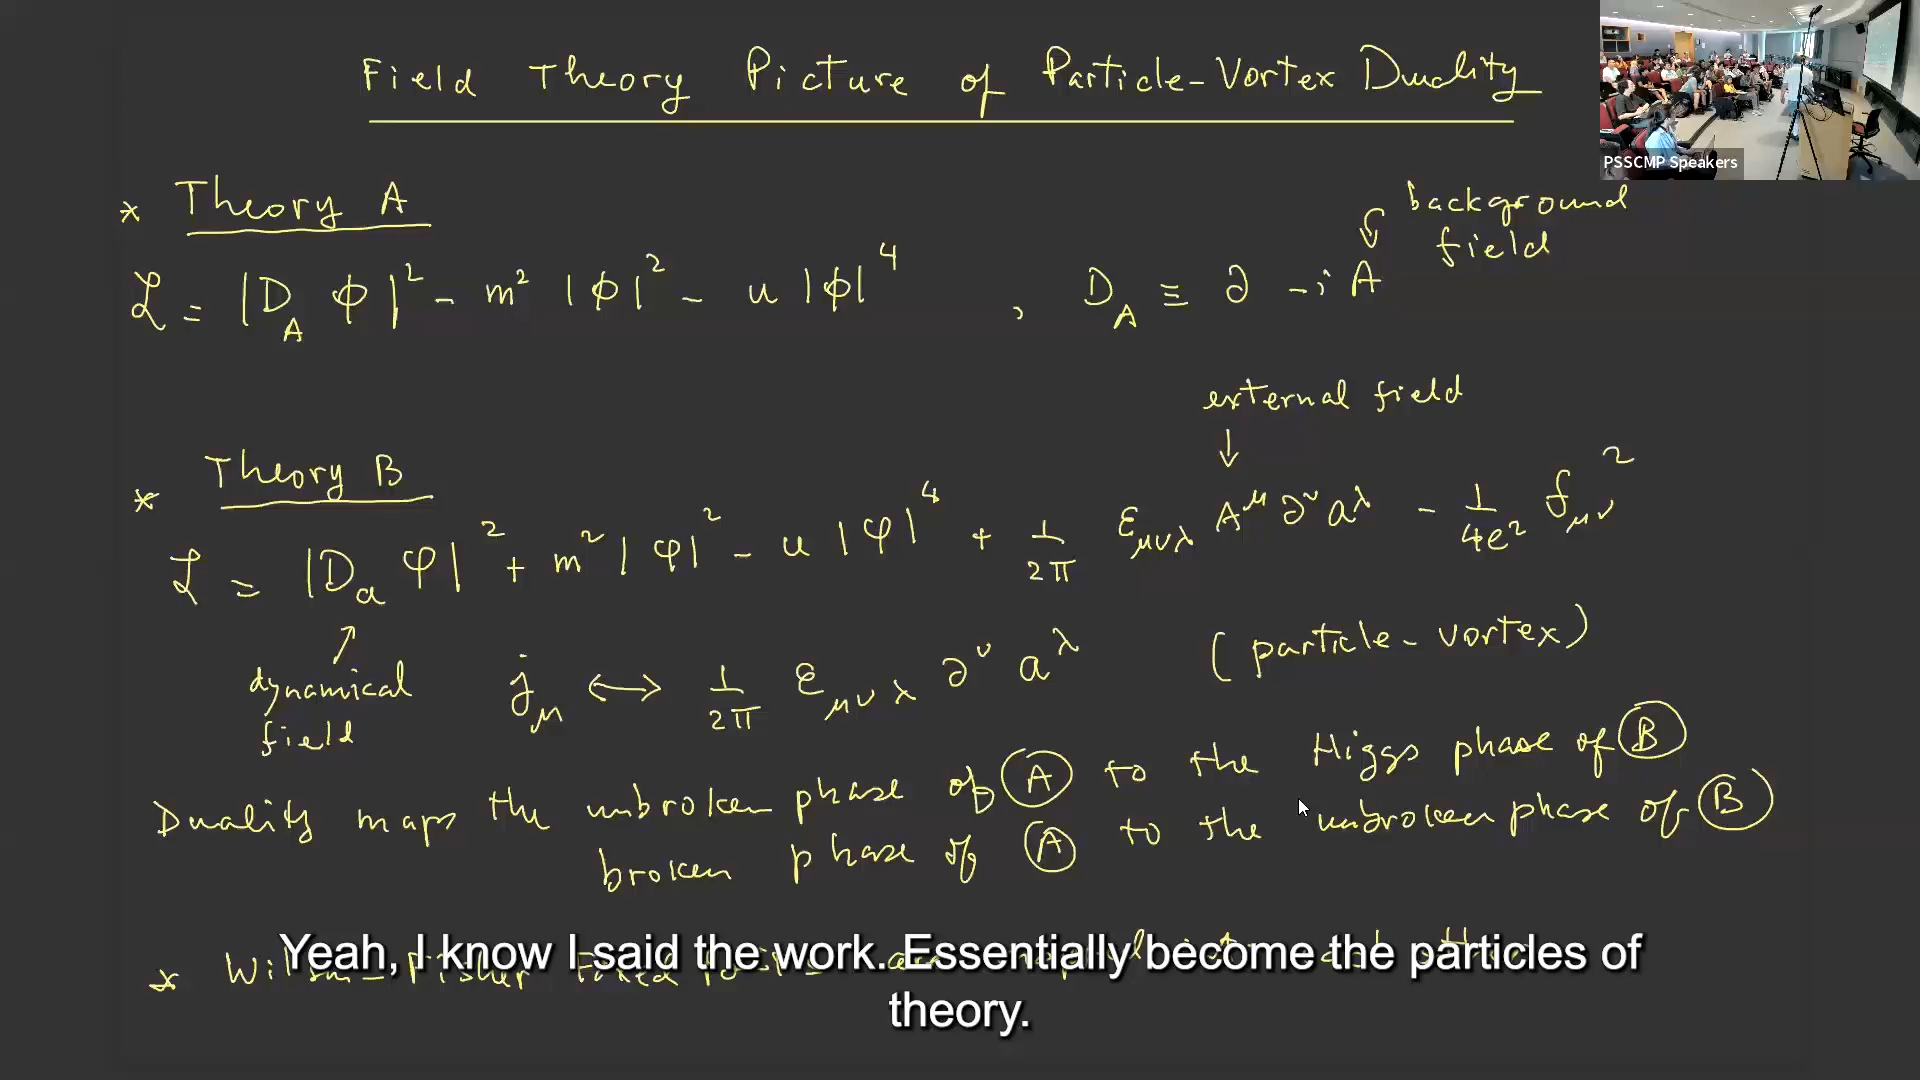 Field Theory Picture of Particle-Vortex Duality
PSSCMP Speakers
* Theory A
background
field
ℒ = |D_A ϕ|² - m² |ϕ|² - u |ϕ|⁴ , D_A ≡ ∂ - i A
external field
* Theory B
ℒ = |D_a φ|² + m² |φ|² - u |φ|⁴ + 1/2π ε_μνλ A^μ ∂^ν a^λ - 1/4e² f_μν²
dynamical
field
j_μ ↔ 1/2π ε_μνλ ∂^ν a^λ (particle-vortex)
Duality maps the unbroken phase of Ⓐ to the Higgs phase of Ⓑ
broken phase of Ⓐ to the unbroken phase of Ⓑ
* Wilson-Fisher Fixed
Yeah, I know I said the work. Essentially become the particles of
theory.